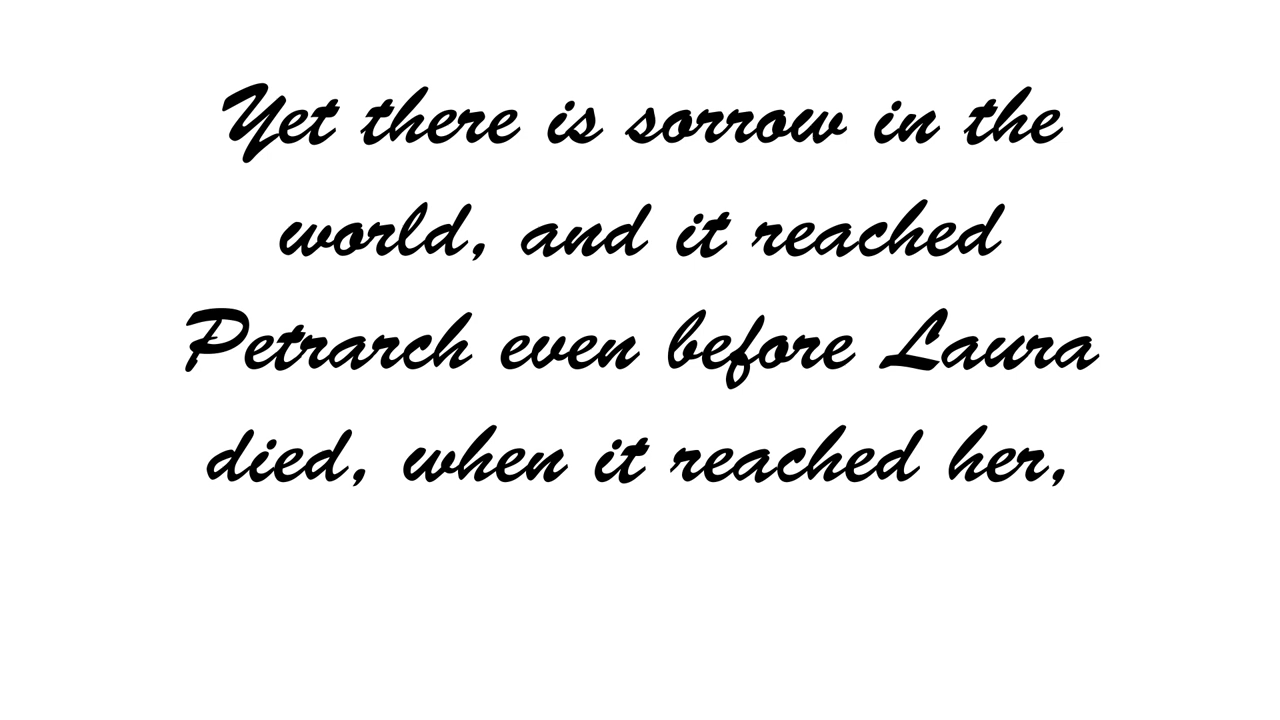 Yet there is sorrow in the
world, and it reached
Petrarch even before Laura
died, when it reached her,